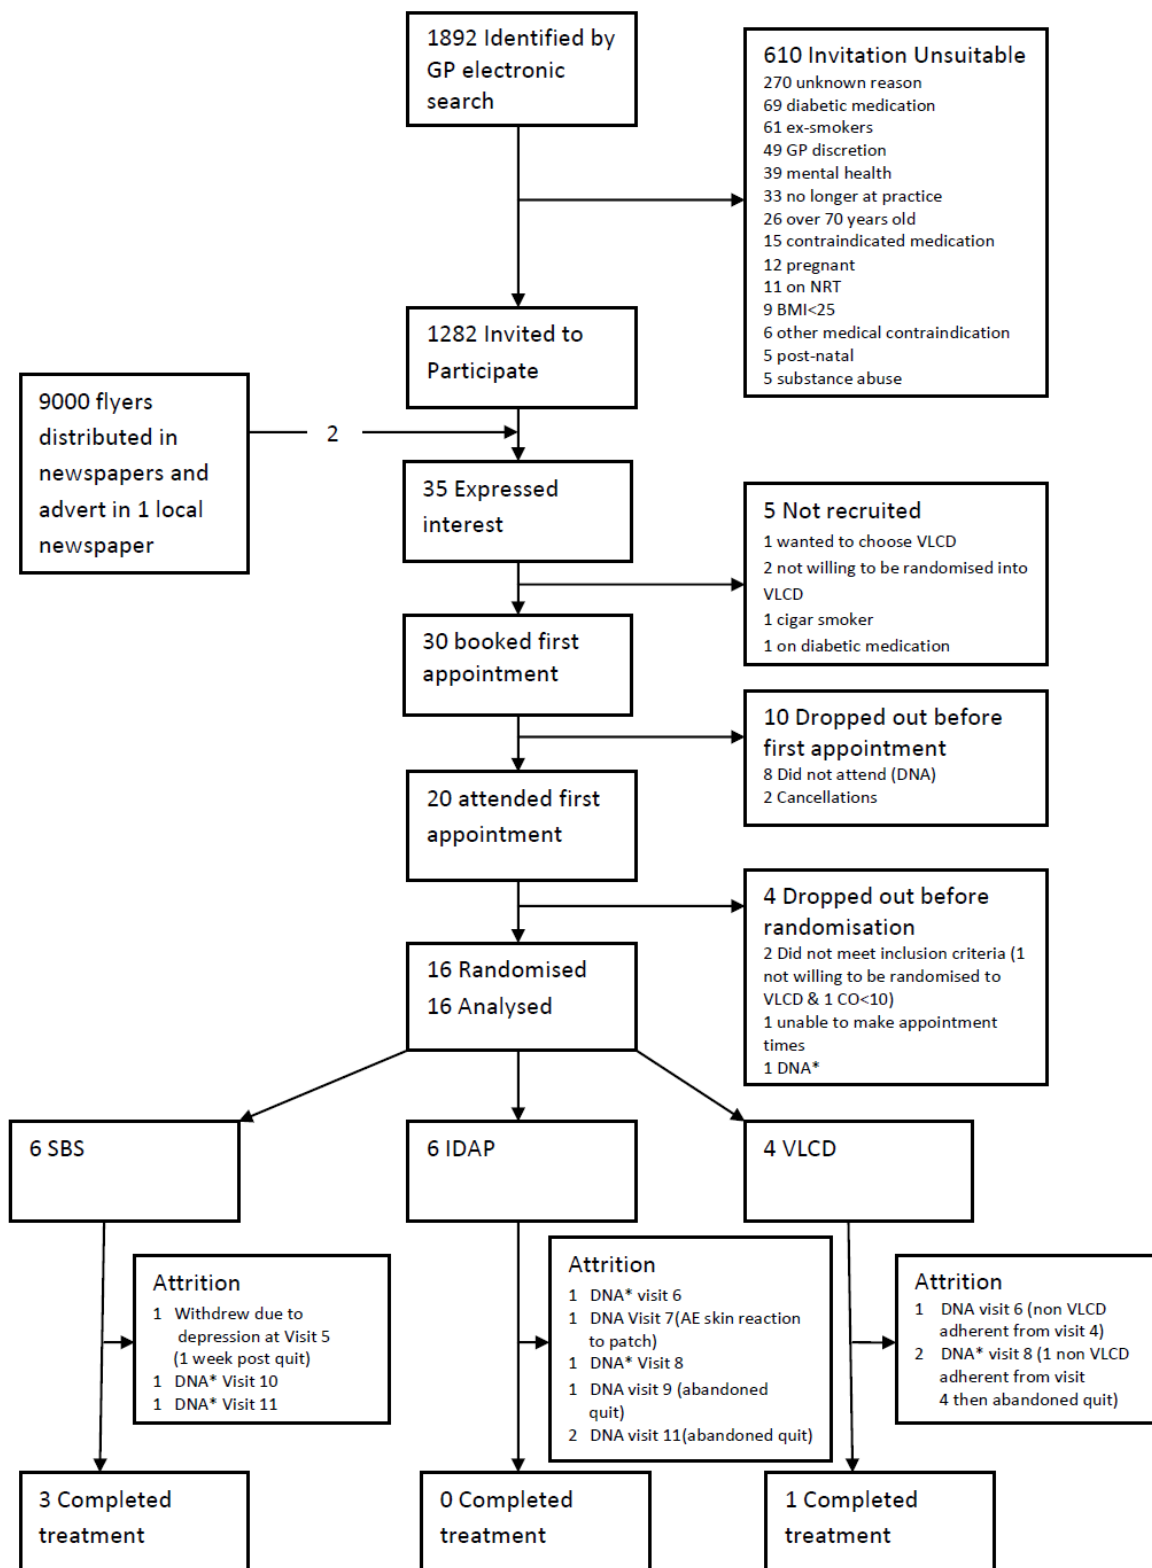 1892 Identified by
GP electronic
search
610 Invitation Unsuitable
270 unknown reason
69 diabetic medication
61 ex-smokers
49 GP discretion
39 mental health
33 no longer at practice
26 over 70 years old
15 contraindicated medication
12 pregnant
11 on NRT
9 BMI<25
6 other medical contraindication
5 post-natal
5 substance abuse
1282 Invited to
Participate
9000 flyers
distributed in
newspapers and
advert in 1 local
newspaper
2
35 Expressed
interest
5 Not recruited
1 wanted to choose VLCD
2 not willing to be randomised into
VLCD
1 cigar smoker
1 on diabetic medication
30 booked first
appointment
10 Dropped out before
first appointment
8 Did not attend (DNA)
2 Cancellations
20 attended first
appointment
4 Dropped out before
randomisation
2 Did not meet inclusion criteria (1
not willing to be randomised to
VLCD & 1 CO<10)
1 unable to make appointment
times
1 DNA*
16 Randomised
16 Analysed
6 SBS
6 IDAP
4 VLCD
Attrition
1 Withdrew due to
depression at Visit 5
(1 week post quit)
1 DNA* Visit 10
1 DNA* Visit 11
Attrition
1 DNA* visit 6
1 DNA Visit 7(AE skin reaction
to patch)
1 DNA* Visit 8
1 DNA visit 9 (abandoned
quit)
2 DNA visit 11(abandoned quit)
Attrition
1 DNA visit 6 (non VLCD
adherent from visit 4)
2 DNA* visit 8 (1 non VLCD
adherent from visit
4 then abandoned quit)
3 Completed
treatment
0 Completed
treatment
1 Completed
treatment